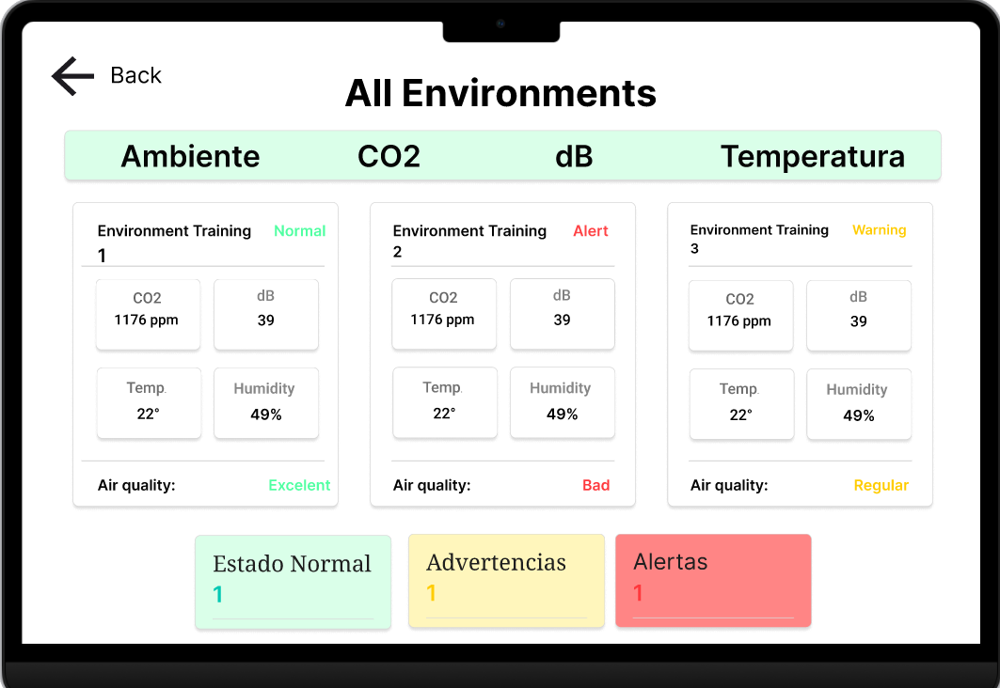 Back
All Environments
Ambiente CO2 dB Temperatura
Environment Training Normal
1
CO2 dB
1176 ppm 39
Temp. Humidity
22° 49%
Air quality: Excelent
Environment Training Alert
2
CO2 dB
1176 ppm 39
Temp. Humidity
22° 49%
Air quality: Bad
Environment Training Warning
3
CO2 dB
1176 ppm 39
Temp. Humidity
22° 49%
Air quality: Regular
Estado Normal
1
Advertencias
1
Alertas
1